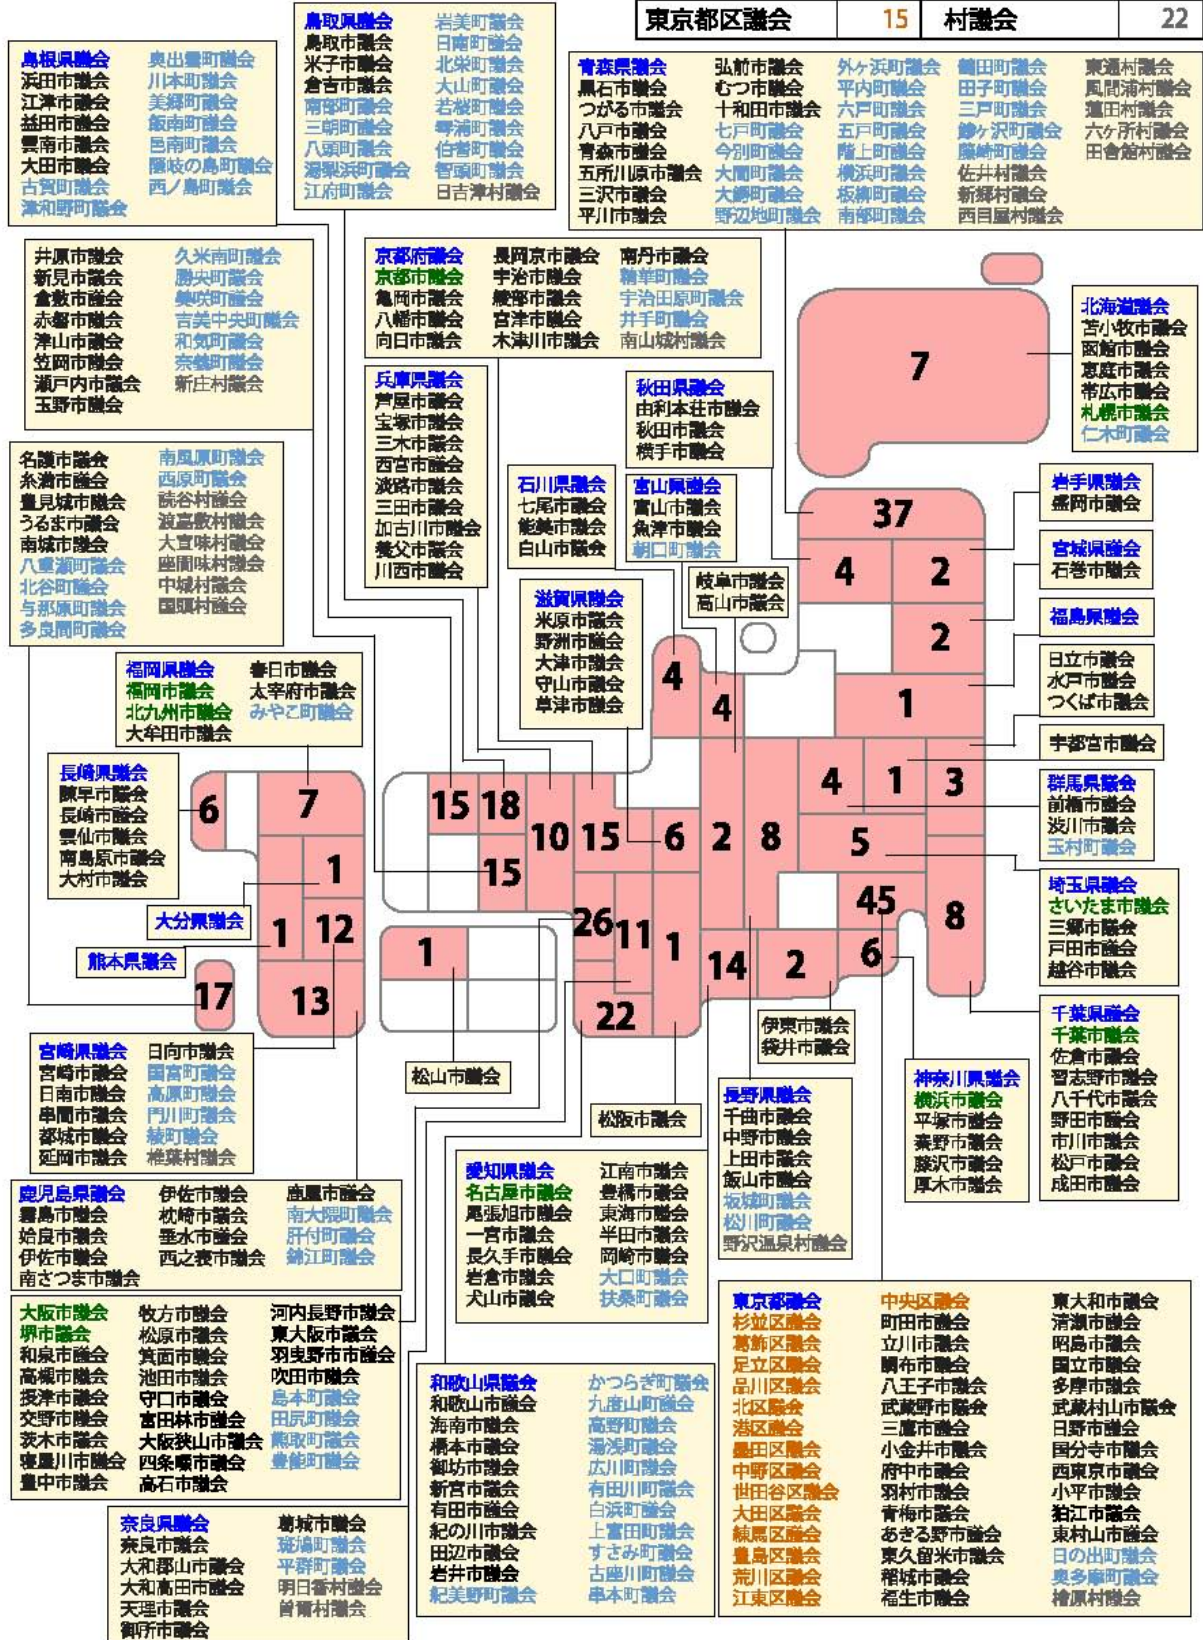 東京都区議会 15 村議会 22
島根県議会 奥出雲町議会
浜田市議会 川本町議会
江津市議会 美郷町議会
益田市議会 飯南町議会
雲南市議会 邑南町議会
大田市議会 隠岐の島町議会
古賀町議会 西ノ島町議会
津和野町議会
鳥取県議会 岩美町議会
鳥取市議会 日南町議会
米子市議会 北栄町議会
倉吉市議会 大山町議会
南部町議会 若桜町議会
三朝町議会 琴浦町議会
八頭町議会 伯耆町議会
湯梨浜町議会 智頭町議会
江府町議会 日吉津村議会
青森県議会 弘前市議会 外ヶ浜町議会 鶴田町議会 東通村議会
黒石市議会 むつ市議会 平内町議会 田子町議会 風間浦村議会
つがる市議会 十和田市議会 六戸町議会 三戸町議会 蓬田村議会
八戸市議会 七戸町議会 五戸町議会 鰺ヶ沢町議会 六ヶ所村議会
青森市議会 今別町議会 階上町議会 藤崎町議会 田舎館村議会
五所川原市議会 大間町議会 横浜町議会 佐井村議会
三沢市議会 大鰐町議会 板柳町議会 新郷村議会
平川市議会 野辺地町議会 南部町議会 西目屋村議会
井原市議会 久米南町議会
新見市議会 勝央町議会
倉敷市議会 美咲町議会
赤磐市議会 吉美中央町議会
津山市議会 和気町議会
笠岡市議会 奈義町議会
瀬戸内市議会 新庄村議会
玉野市議会
京都府議会 長岡京市議会 南丹市議会
京都市議会 宇治市議会 精華町議会
亀岡市議会 綾部市議会 宇治田原町議会
八幡市議会 宮津市議会 井手町議会
向日市議会 木津川市議会 南山城村議会
兵庫県議会
芦屋市議会
宝塚市議会
三木市議会
西宮市議会
淡路市議会
三田市議会
加古川市議会
養父市議会
川西市議会
秋田県議会
由利本荘市議会
秋田市議会
横手市議会
北海道議会
苫小牧市議会
函館市議会
恵庭市議会
帯広市議会
札幌市議会
仁木町議会
名護市議会 南風原町議会
糸満市議会 西原町議会
豊見城市議会 読谷村議会
うるま市議会 渡嘉敷村議会
南城市議会 大宜味村議会
八重瀬町議会 座間味村議会
北谷町議会 中城村議会
与那原町議会 国頭村議会
多良間町議会
石川県議会
七尾市議会
能美市議会
白山市議会
富山県議会
富山市議会
魚津市議会
朝日町議会
岐阜市議会
高山市議会
滋賀県議会
米原市議会
野洲市議会
大津市議会
守山市議会
草津市議会
岩手県議会
盛岡市議会
宮城県議会
石巻市議会
福島県議会
日立市議会
水戸市議会
つくば市議会
宇都宮市議会
群馬県議会
前橋市議会
渋川市議会
玉村町議会
埼玉県議会
さいたま市議会
三郷市議会
戸田市議会
越谷市議会
福岡県議会 春日市議会
福岡市議会 太宰府市議会
北九州市議会 みやこ町議会
大牟田市議会
長崎県議会
諫早市議会
長崎市議会
雲仙市議会
南島原市議会
大村市議会
大分県議会
熊本県議会
7
37
4 2
2
1
4 4
4 1 3
6 7 15 18 10 15 6 2 8 5
15
1 45 8
1 12 26 11 1 14 2 6
1
17 13 22
宮崎県議会 日向市議会
宮崎市議会 国富町議会
日南市議会 高原町議会
串間市議会 門川町議会
都城市議会 綾町議会
延岡市議会 椎葉村議会
松山市議会
松阪市議会
伊東市議会
袋井市議会
長野県議会
千曲市議会
中野市議会
上田市議会
飯山市議会
坂城町議会
松川町議会
野沢温泉村議会
神奈川県議会
横浜市議会
平塚市議会
秦野市議会
藤沢市議会
厚木市議会
千葉県議会
千葉市議会
佐倉市議会
習志野市議会
八千代市議会
野田市議会
市川市議会
松戸市議会
成田市議会
鹿児島県議会 伊佐市議会 鹿屋市議会
霧島市議会 枕崎市議会 南大隈町議会
姶良市議会 垂水市議会 肝付町議会
伊佐市議会 西之表市議会 錦江町議会
南さつま市議会
愛知県議会 江南市議会
名古屋市議会 豊橋市議会
尾張旭市議会 東海市議会
一宮市議会 半田市議会
長久手市議会 岡崎市議会
岩倉市議会 大口町議会
犬山市議会 扶桑町議会
大阪市議会 牧方市議会 河内長野市議会
堺市議会 松原市議会 東大阪市議会
和泉市議会 箕面市議会 羽曳野市市議会
高槻市議会 池田市議会 吹田市議会
摂津市議会 守口市議会 島本町議会
交野市議会 富田林市議会 田尻町議会
茨木市議会 大阪狭山市議会 熊取町議会
寝屋川市議会 四条畷市議会 豊能町議会
豊中市議会 高石市議会
和歌山県議会 かつらぎ町議会
和歌山市議会 九度山町議会
海南市議会 高野町議会
橋本市議会 湯浅町議会
御坊市議会 広川町議会
新宮市議会 有田川町議会
有田市議会 白浜町議会
紀の川市議会 上富田町議会
田辺市議会 すさみ町議会
岩井市議会 古座川町議会
紀美野町議会 串本町議会
東京都議会 中央区議会 東大和市議会
杉並区議会 町田市議会 清瀬市議会
葛飾区議会 立川市議会 昭島市議会
足立区議会 調布市議会 国立市議会
品川区議会 八王子市議会 多摩市議会
北区議会 武蔵野市議会 武蔵村山市議会
港区議会 三鷹市議会 日野市議会
墨田区議会 小金井市議会 国分寺市議会
中野区議会 府中市議会 西東京市議会
世田谷区議会 羽村市議会 小平市議会
大田区議会 青梅市議会 狛江市議会
練馬区議会 あきる野市議会 東村山市議会
豊島区議会 東久留米市議会 日の出町議会
荒川区議会 稲城市議会 奥多摩町議会
江東区議会 福生市議会 檜原村議会
奈良県議会 葛城市議会
奈良市議会 斑鳩町議会
大和郡山市議会 平群町議会
大和高田市議会 明日香村議会
天理市議会 曽爾村議会
御所市議会